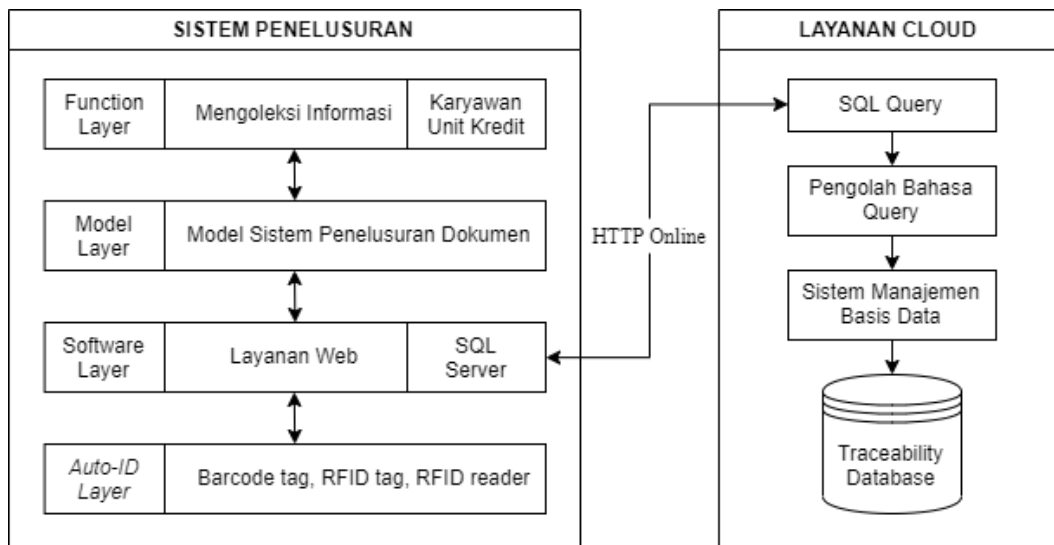 SISTEM PENELUSURAN
Function
Layer
Mengoleksi Informasi
Karyawan
Unit Kredit
Model
Layer
Model Sistem Penelusuran Dokumen
Software
Layer
Layanan Web
SQL
Server
Auto-ID
Layer
Barcode tag, RFID tag, RFID reader
HTTP Online
LAYANAN CLOUD
SQL Query
Pengolah Bahasa
Query
Sistem Manajemen
Basis Data
Traceability
Database